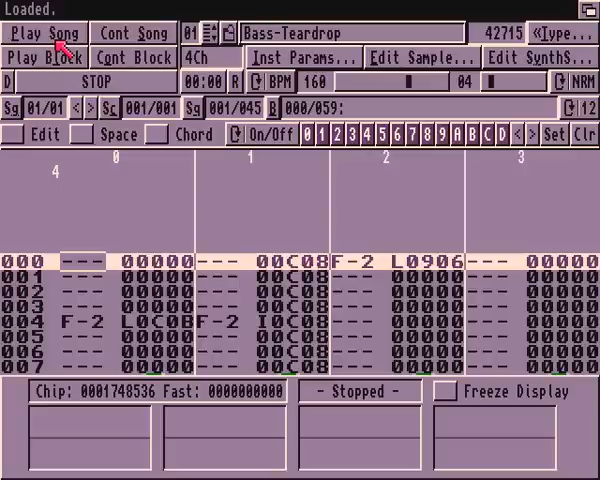 Loaded.
Play Song Cont Song 01 Bass-Teardrop 42715 «Type...
Play Block Cont Block 4Ch Inst Params... Edit Sample... Edit SynthS...
D STOP 00:00 R BPM 160 04 NRM
Sg 01/01 < > Sc 001/001 Sq 001/045 B 000/059: 12
Edit Space Chord On/Off 0 1 2 3 4 5 6 7 8 9 A B C D < > Set Clr
0 1 2 3
4
000 --- 00000 --- 00C08 F-2 L0906 --- 00000
001 --- 00000 --- 00C08 --- 00000 --- 00000
002 --- 00000 --- 00C08 --- 00000 --- 00000
003 --- 00000 --- 00C08 --- 00000 --- 00000
004 F-2 L0C0B F-2 I0C08 --- 00000 --- 00000
005 --- 00000 --- 00C08 --- 00000 --- 00000
006 --- 00000 --- 00C08 --- 00000 --- 00000
007 --- 00000 --- 00C08 --- 00000 --- 00000
Chip: 0001748536 Fast: 0000000000 - Stopped - Freeze Display